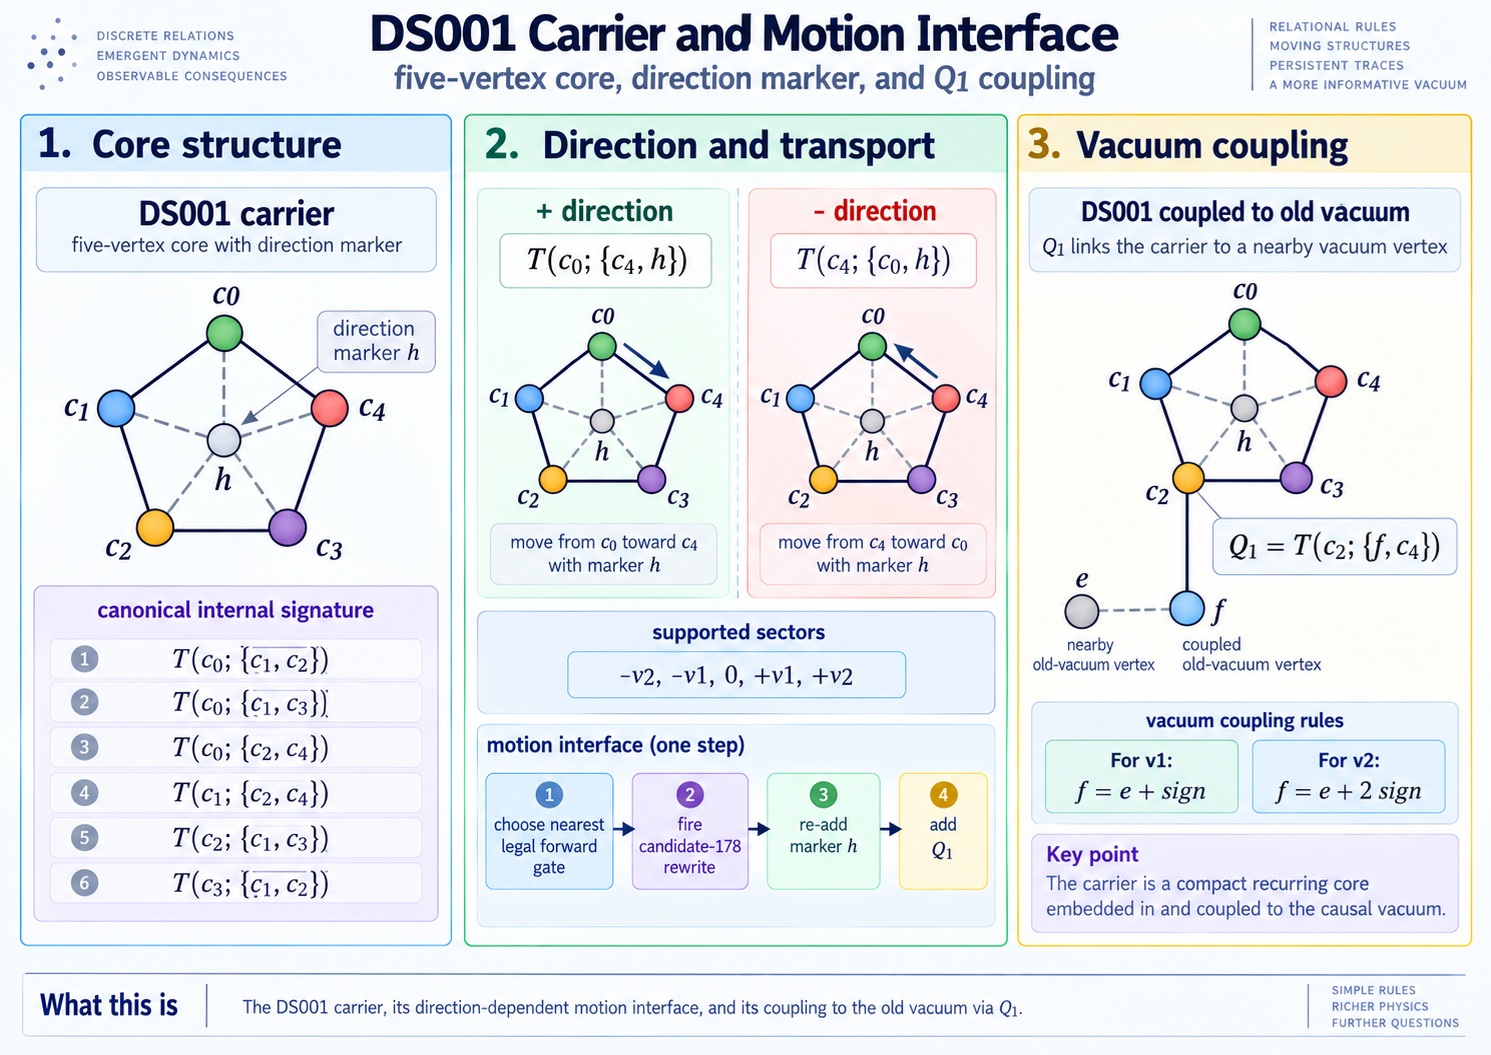 DISCRETE RELATIONS
EMERGENT DYNAMICS
OBSERVABLE CONSEQUENCES
DS001 Carrier and Motion Interface
five-vertex core, direction marker, and Q1 coupling
RELATIONAL RULES
MOVING STRUCTURES
PERSISTENT TRACES
A MORE INFORMATIVE VACUUM
1. Core structure
DS001 carrier
five-vertex core with direction marker
c0
direction
marker h
c1
c4
h
c2
c3
canonical internal signature
1 T(c0; {c1, c2})
2 T(c0; {c1, c3})
3 T(c0; {c2, c4})
4 T(c1; {c2, c4})
5 T(c2; {c1, c3})
6 T(c3; {c1, c2})
2. Direction and transport
+ direction
T(c0; {c4, h})
c0
c1
c4
h
c2
c3
move from c0 toward c4
with marker h
– direction
T(c4; {c0, h})
c0
c1
c4
h
c2
c3
move from c4 toward c0
with marker h
supported sectors
–v2, –v1, 0, +v1, +v2
motion interface (one step)
1
choose nearest
legal forward
gate
2
fire
candidate-178
rewrite
3
re-add
marker h
4
add
Q1
3. Vacuum coupling
DS001 coupled to old vacuum
Q1 links the carrier to a nearby vacuum vertex
c0
c1
c4
h
c2
c3
Q1 = T(c2; {f, c4})
e
f
nearby
old-vacuum vertex
coupled
old-vacuum vertex
vacuum coupling rules
For v1:
f = e + sign
For v2:
f = e + 2 sign
Key point
The carrier is a compact recurring core
embedded in and coupled to the causal vacuum.
What this is
The DS001 carrier, its direction-dependent motion interface, and its coupling to the old vacuum via Q1.
SIMPLE RULES
RICHER PHYSICS
FURTHER QUESTIONS